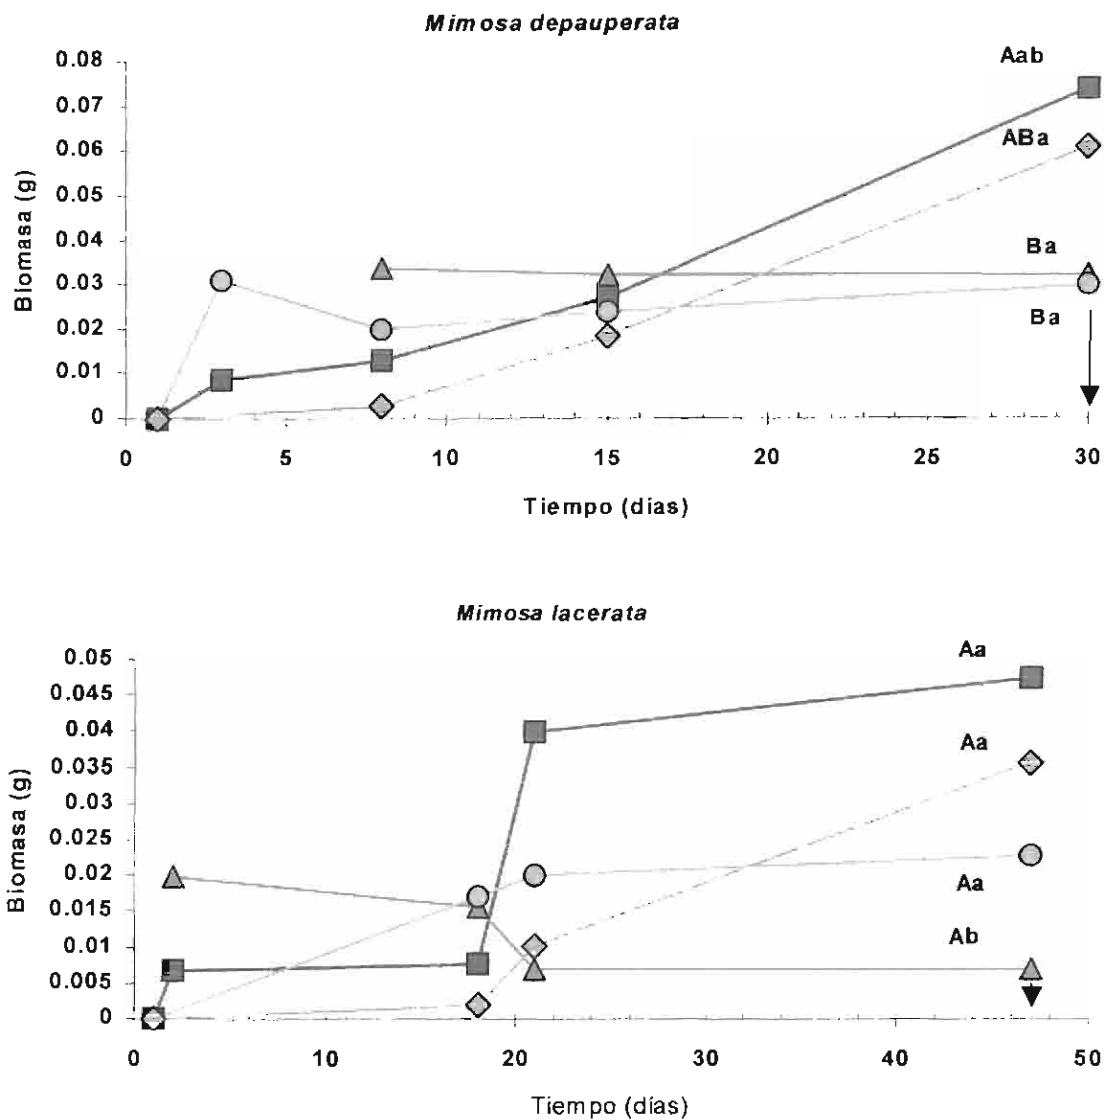 Mimosa depauperata
Biomasa (g)
0.08
0.07
0.06
0.05
0.04
0.03
0.02
0.01
0
0 5 10 15 20 25 30
Tiempo (días)
Aab
ABa
Ba
Ba
Mimosa lacerata
Biomasa (g)
0.05
0.045
0.04
0.035
0.03
0.025
0.02
0.015
0.01
0.005
0
0 10 20 30 40 50
Tiempo (días)
Aa
Aa
Aa
Ab